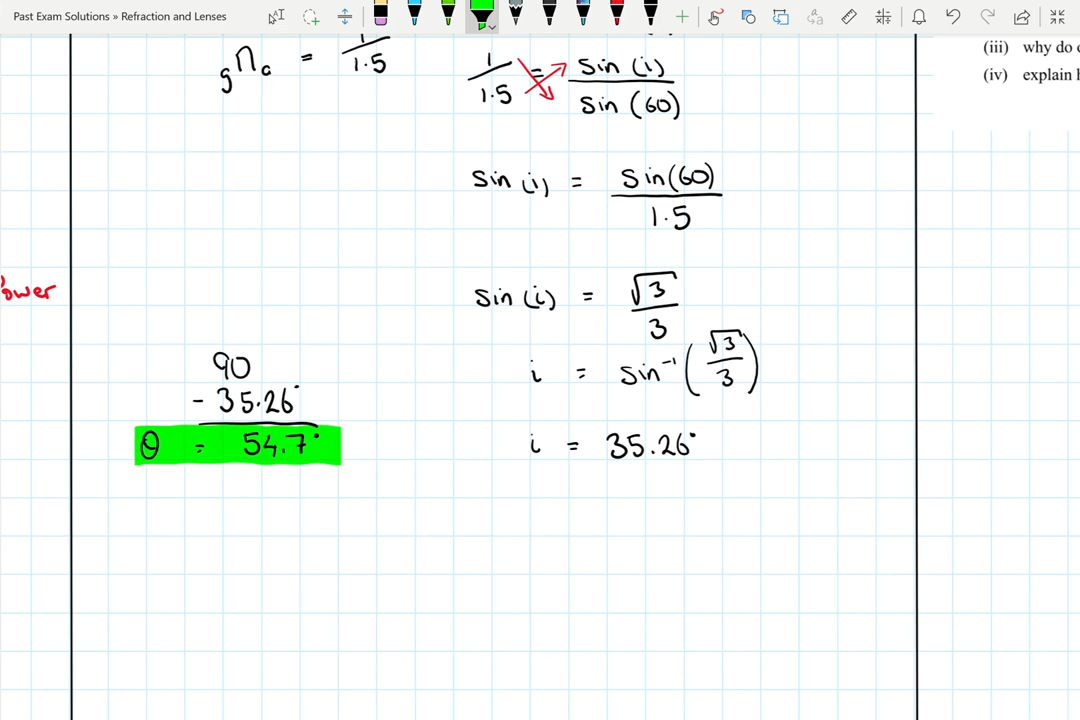 Past Exam Solutions » Refraction and Lenses
(iii) why do
(iv) explain
gηa = 1/1.5
1/1.5 = Sin (i)/Sin (60)
Sin (i) = Sin(60)/1.5
ower
Sin (i) = √3/3
i = Sin⁻¹ (√3/3)
90
- 35.26°
θ = 54.7°
i = 35.26°